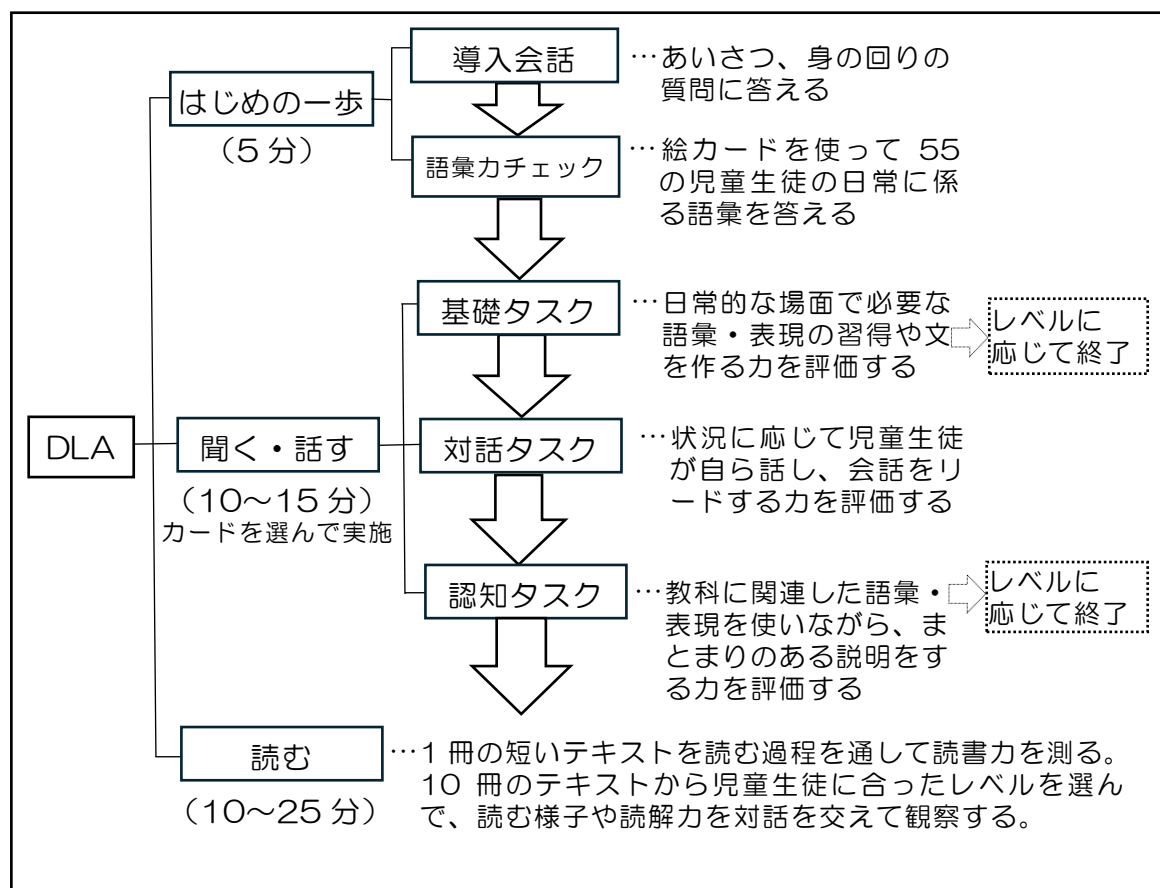 導入会話
…あいさつ、身の回りの
質問に答える
はじめの一歩
（5分）
語彙力チェック
…絵カードを使って 55
の児童生徒の日常に係
る語彙を答える
基礎タスク
…日常的な場面で必要な
語彙・表現の習得や文
を作る力を評価する
レベルに
応じて終了
DLA
聞く・話す
（10～15分）
カードを選んで実施
対話タスク
…状況に応じて児童生徒
が自ら話し、会話をリ
ードする力を評価する
認知タスク
…教科に関連した語彙・
表現を使いながら、ま
とまりのある説明をす
る力を評価する
レベルに
応じて終了
読む
（10～25分）
…1冊の短いテキストを読む過程を通して読書力を測る。
10 冊のテキストから児童生徒に合ったレベルを選ん
で、読む様子や読解力を対話を交えて観察する。